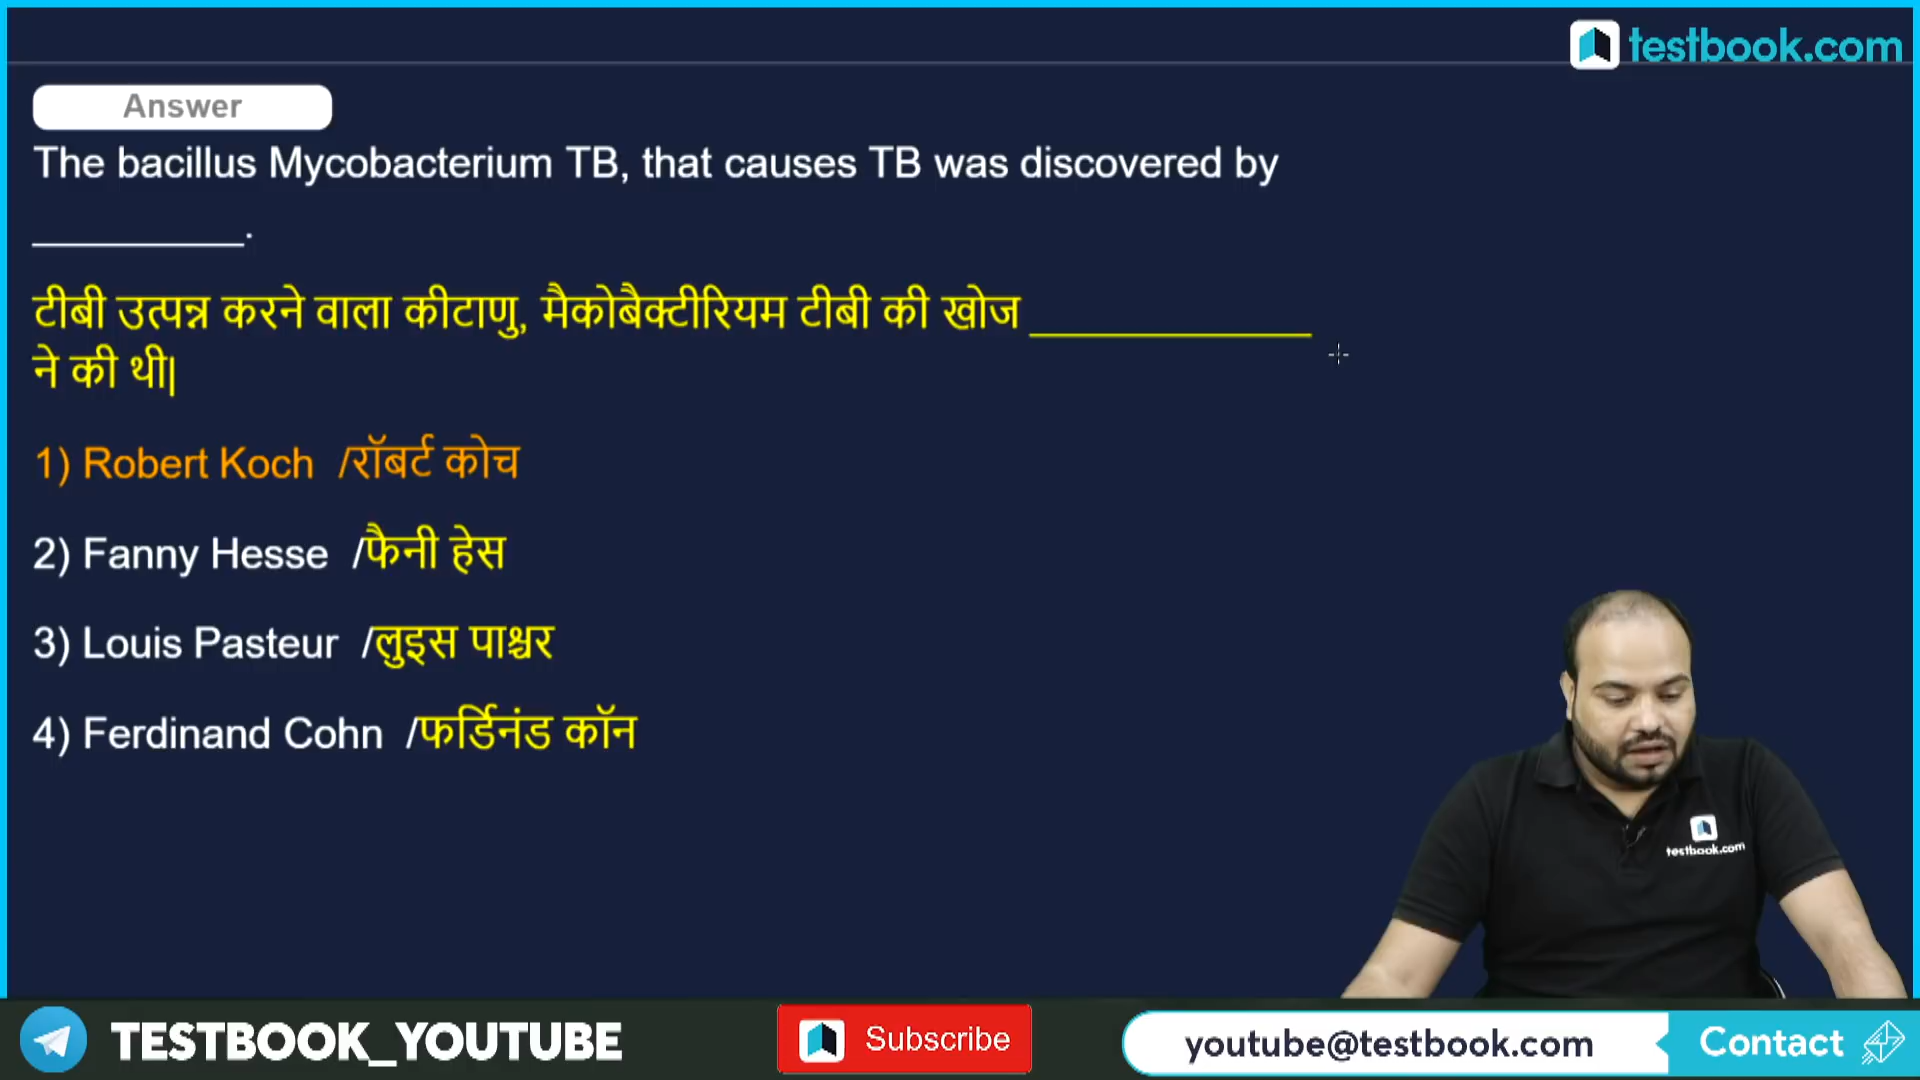 testbook.com
Answer
The bacillus Mycobacterium TB, that causes TB was discovered by
__________.
टीबी उत्पन्न करने वाला कीटाणु, मैकोबैक्टीरियम टीबी की खोज _____________
ने की थी|
1) Robert Koch /रॉबर्ट कोच
2) Fanny Hesse /फैनी हेस
3) Louis Pasteur /लुइस पाश्चर
4) Ferdinand Cohn /फर्डिनंड कॉन
testbook.com
TESTBOOK_YOUTUBE
Subscribe
youtube@testbook.com
Contact